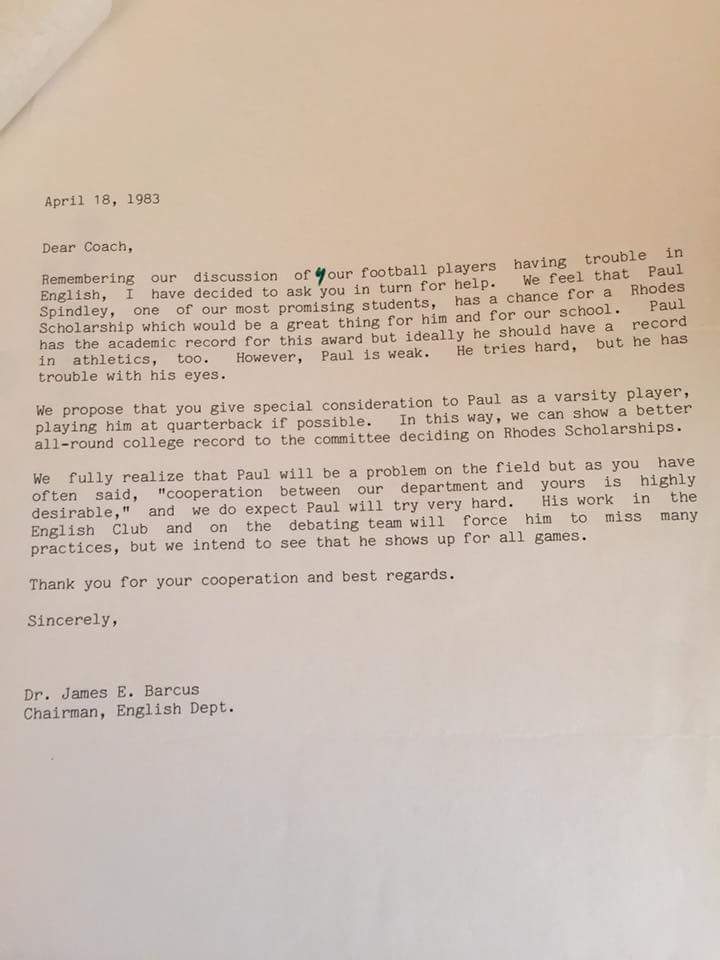 April 18, 1983
Dear Coach,
Remembering our discussion of your football players having trouble in
English, I have decided to ask you in turn for help. We feel that Paul
Spindley, one of our most promising students, has a chance for a Rhodes
Scholarship which would be a great thing for him and for our school. Paul
has the academic record for this award but ideally he should have a record
in athletics, too. However, Paul is weak. He tries hard, but he has
trouble with his eyes.
We propose that you give special consideration to Paul as a varsity player,
playing him at quarterback if possible. In this way, we can show a better
all-round college record to the committee deciding on Rhodes Scholarships.
We fully realize that Paul will be a problem on the field but as you have
often said, "cooperation between our department and yours is highly
desirable," and we do expect Paul will try very hard. His work in the
English Club and on the debating team will force him to miss many
practices, but we intend to see that he shows up for all games.
Thank you for your cooperation and best regards.
Sincerely,
Dr. James E. Barcus
Chairman, English Dept.